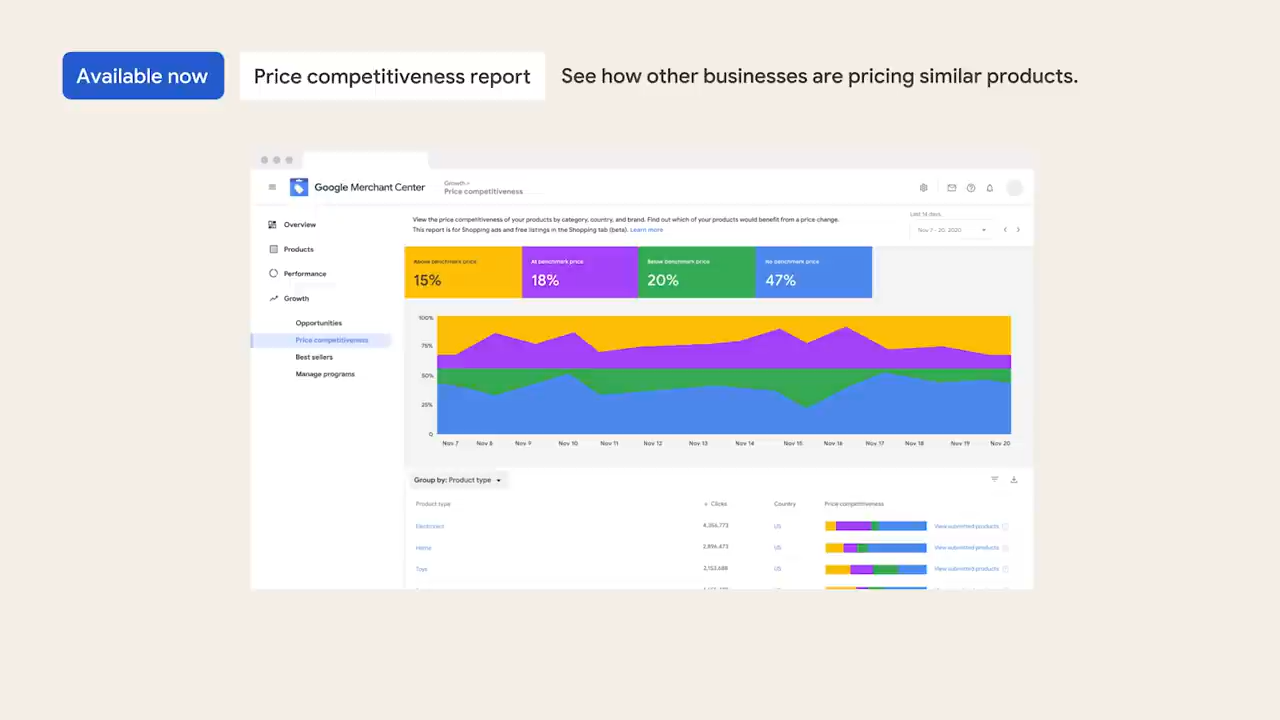 Available now
Price competitiveness report
See how other businesses are pricing similar products.
Google Merchant Center
Growth >
Price competitiveness
Overview
Products
Performance
Growth
Opportunities
Price competitiveness
Best sellers
Manage programs
View the price competitiveness of your products by category, country, and brand. Find out which of your products would benefit from a price change.
This report is for Shopping ads and free listings in the Shopping tab (beta). Learn more
Last 14 days
Nov 7 - 20, 2020
Above benchmark price
15%
At benchmark price
18%
Below benchmark price
20%
No benchmark price
47%
100%
75%
50%
25%
0
Nov 7 Nov 8 Nov 9 Nov 10 Nov 11 Nov 12 Nov 13 Nov 14 Nov 15 Nov 16 Nov 17 Nov 18 Nov 19 Nov 20
Group by: Product type
Product type Clicks Country Price competitiveness
Electronics US View submitted products
Home 2,896,473 US View submitted products
Toys 2,153,688 US View submitted products